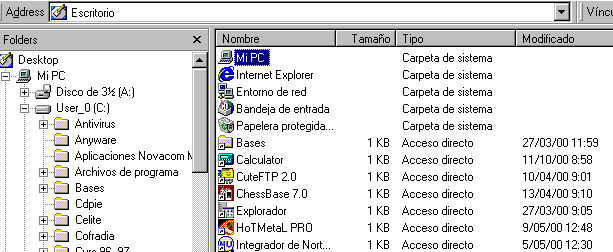 Address Escritorio Víncu
Folders
Nombre Tamaño Tipo Modificado
Desktop
Mi PC
Disco de 3½ (A:)
User_0 (C:)
Antivirus
Anyware
Aplicaciones Novacom M
Archivos de programa
Bases
Cdpie
Celite
Cofradia
Curs 96_97
Mi PC Carpeta de sistema
Internet Explorer Carpeta de sistema
Entorno de red Carpeta de sistema
Bandeja de entrada Carpeta de sistema
Papelera protegida... Carpeta de sistema
Bases 1 KB Acceso directo 27/03/00 11:59
Calculator 1 KB Acceso directo 11/10/00 8:58
CuteFTP 2.0 1 KB Acceso directo 10/04/00 9:01
ChessBase 7.0 1 KB Acceso directo 13/04/00 9:10
Explorador 1 KB Acceso directo 27/03/00 9:05
HoTMetaL PRO 1 KB Acceso directo 9/05/00 12:48
Integrador de Nort... 1 KB Acceso directo 5/05/00 12:30